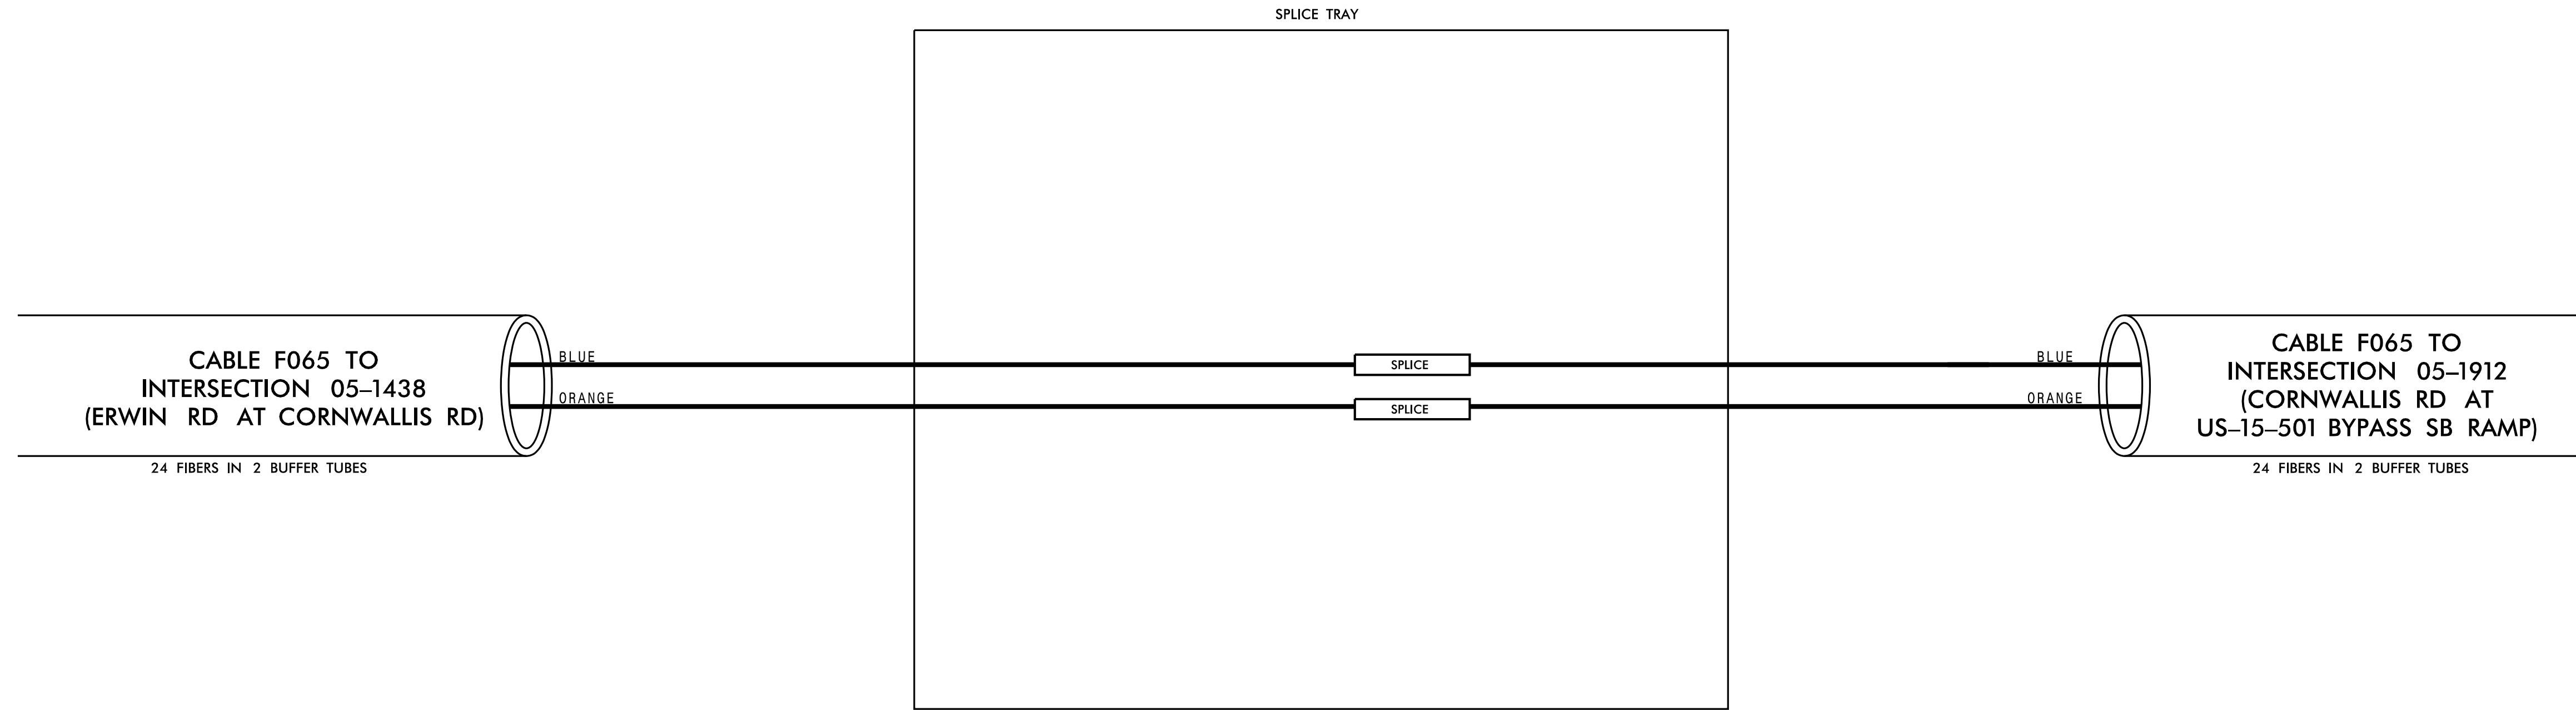 SPLICE TRAY
CABLE F065 TO
INTERSECTION 05–1438
(ERWIN RD AT CORNWALLIS RD)
24 FIBERS IN 2 BUFFER TUBES
BLUE
ORANGE
SPLICE
SPLICE
BLUE
ORANGE
CABLE F065 TO
INTERSECTION 05–1912
(CORNWALLIS RD AT
US–15–501 BYPASS SB RAMP)
24 FIBERS IN 2 BUFFER TUBES